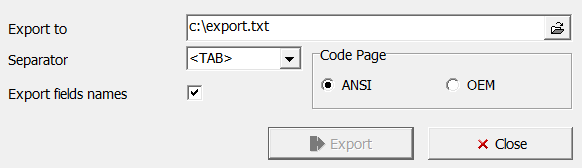 Export to
c:\export.txt
Separator
<TAB>
Code Page
ANSI
OEM
Export fields names
Export
Close